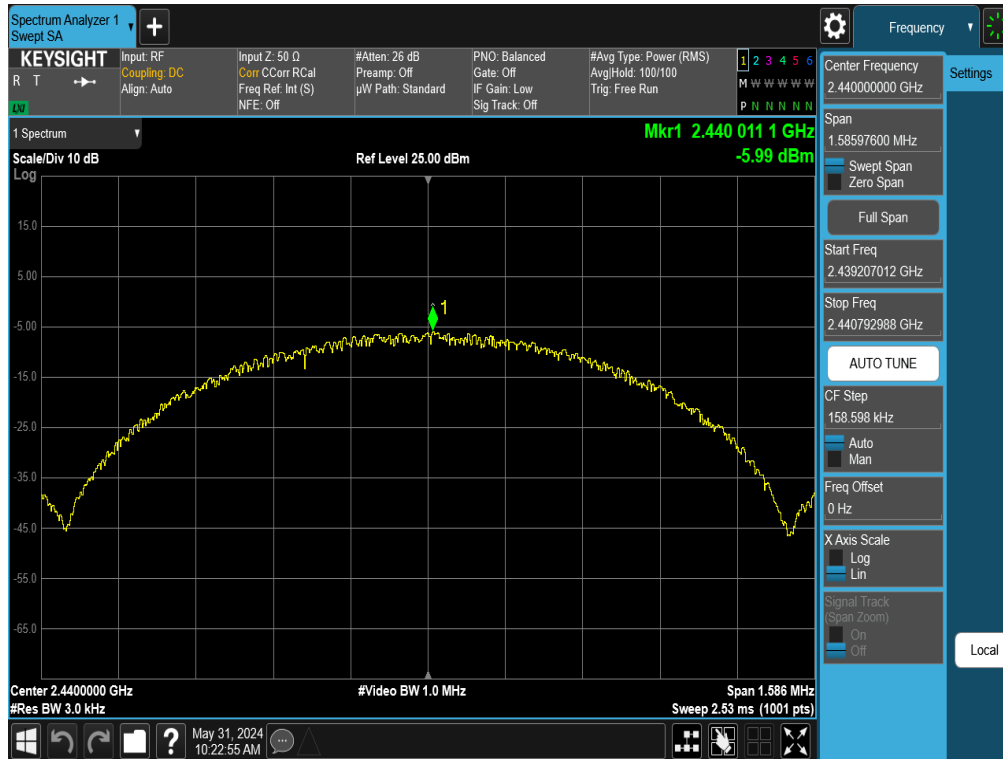 Spectrum Analyzer 1
Swept SA
+
Frequency
KEYSIGHT
R T
LXI
Input: RF
Coupling: DC
Align: Auto
Input Z: 50 Ω
Corr CCorr RCal
Freq Ref: Int (S)
NFE: Off
#Atten: 26 dB
Preamp: Off
µW Path: Standard
PNO: Balanced
Gate: Off
IF Gain: Low
Sig Track: Off
#Avg Type: Power (RMS)
Avg|Hold: 100/100
Trig: Free Run
1 2 3 4 5 6
M W W W W W
P N N N N N
1 Spectrum
Mkr1 2.440 011 1 GHz
-5.99 dBm
Scale/Div 10 dB
Ref Level 25.00 dBm
Log
15.0
5.00
-5.00
-15.0
-25.0
-35.0
-45.0
-55.0
-65.0
1
Center 2.4400000 GHz
#Video BW 1.0 MHz
Span 1.586 MHz
#Res BW 3.0 kHz
Sweep 2.53 ms (1001 pts)
Center Frequency
2.440000000 GHz
Settings
Span
1.58597600 MHz
Swept Span
Zero Span
Full Span
Start Freq
2.439207012 GHz
Stop Freq
2.440792988 GHz
AUTO TUNE
CF Step
158.598 kHz
Auto
Man
Freq Offset
0 Hz
X Axis Scale
Log
Lin
Signal Track
(Span Zoom)
On
Off
Local
?
May 31, 2024
10:22:55 AM